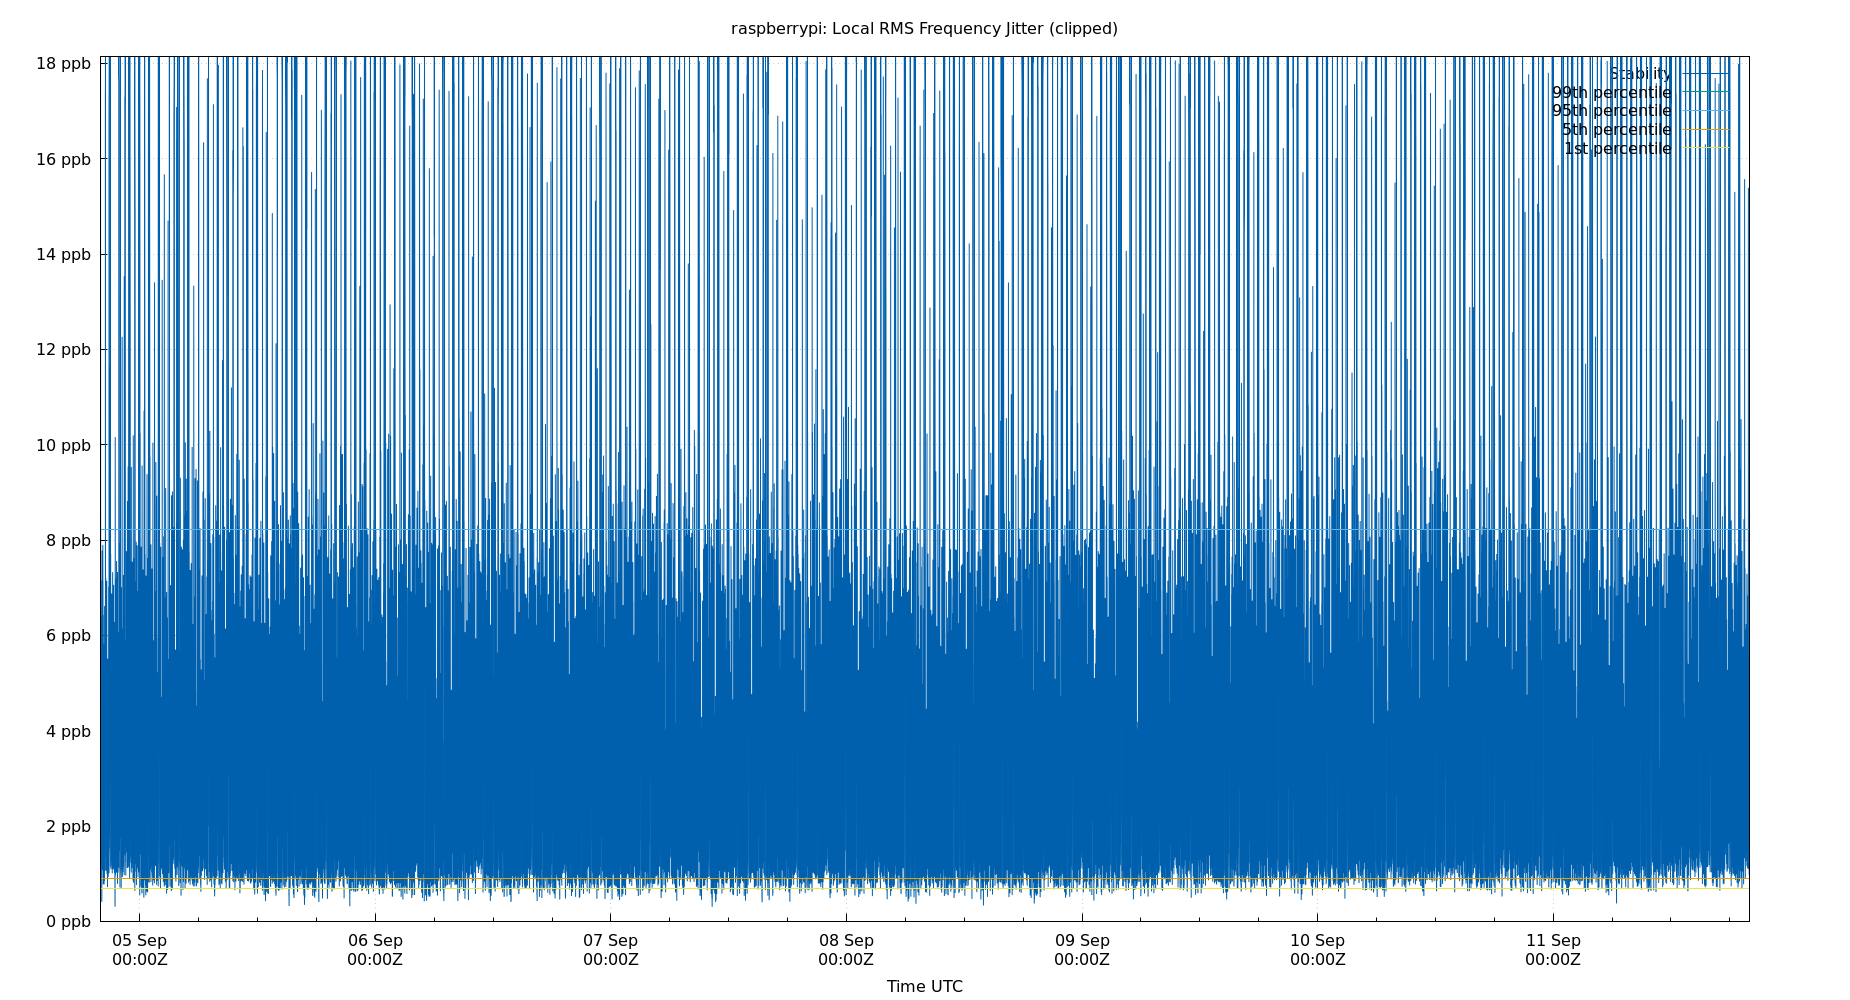 raspberrypi: Local RMS Frequency Jitter (clipped)
18 ppb
16 ppb
14 ppb
12 ppb
10 ppb
8 ppb
6 ppb
4 ppb
2 ppb
0 ppb
Stability
99th percentile
95th percentile
5th percentile
1st percentile
05 Sep 06 Sep 07 Sep 08 Sep 09 Sep 10 Sep 11 Sep
00:00Z 00:00Z 00:00Z 00:00Z 00:00Z 00:00Z 00:00Z
Time UTC